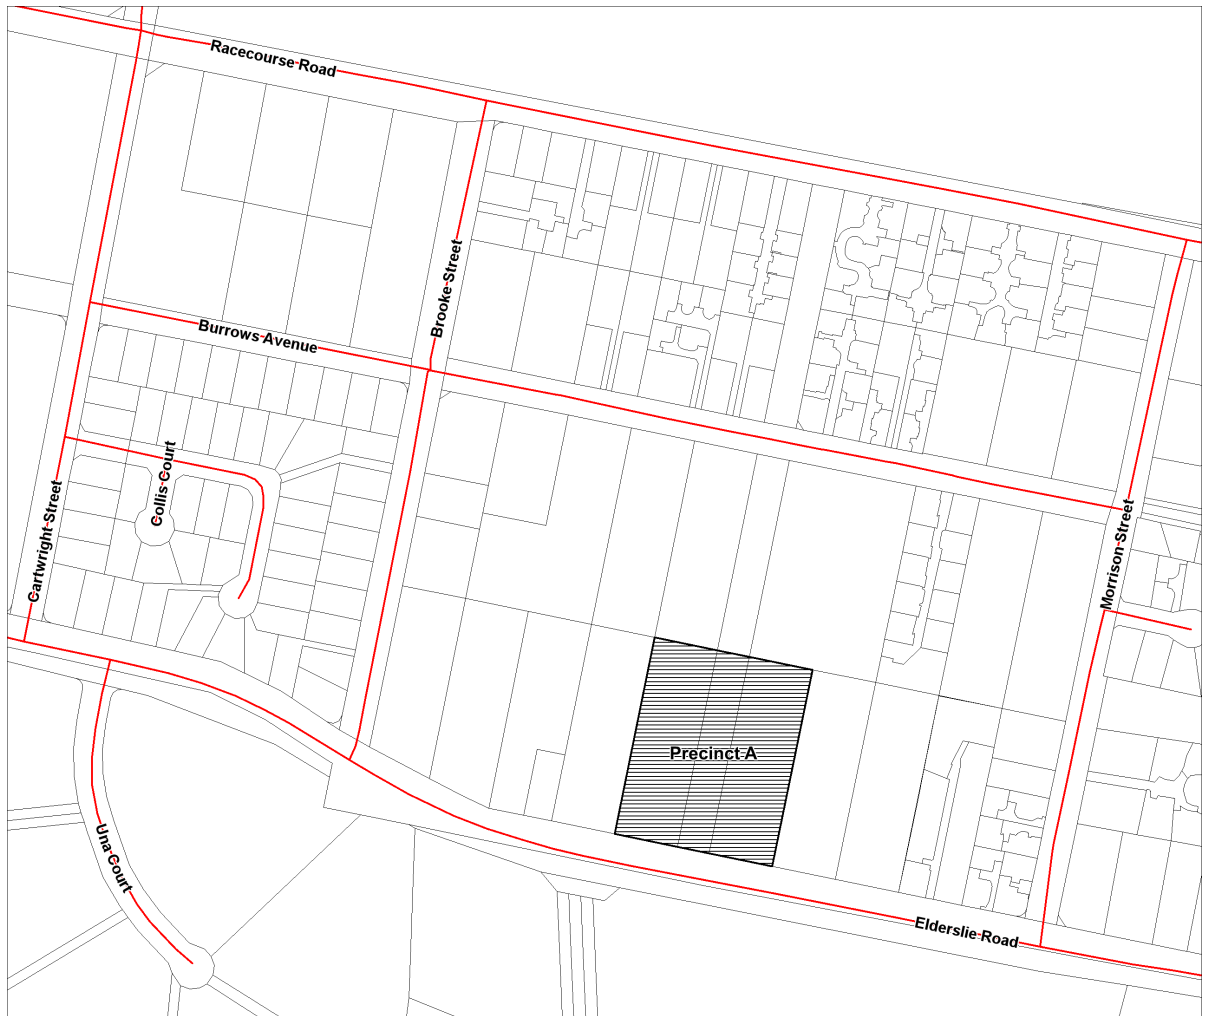 Racecourse Road
Brooke Street
Burrows Avenue
Collis Court
Cartwright Street
Morrison Street
Precinct A
Una Court
Elderslie Road